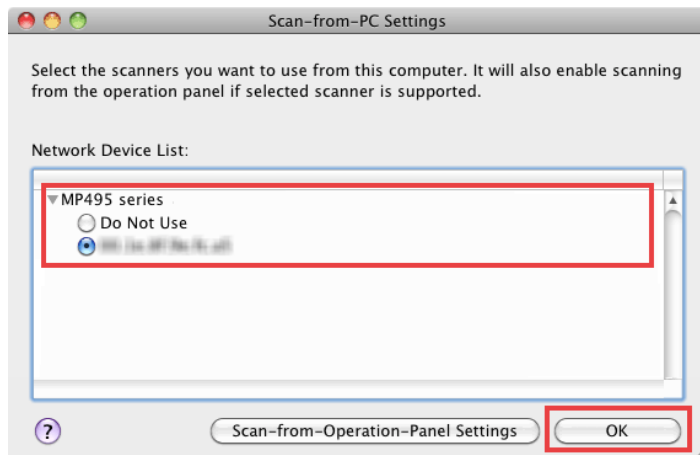 Scan-from-PC Settings
Select the scanners you want to use from this computer. It will also enable scanning
from the operation panel if selected scanner is supported.
Network Device List:
MP495 series
Do Not Use
?
Scan-from-Operation-Panel Settings
OK